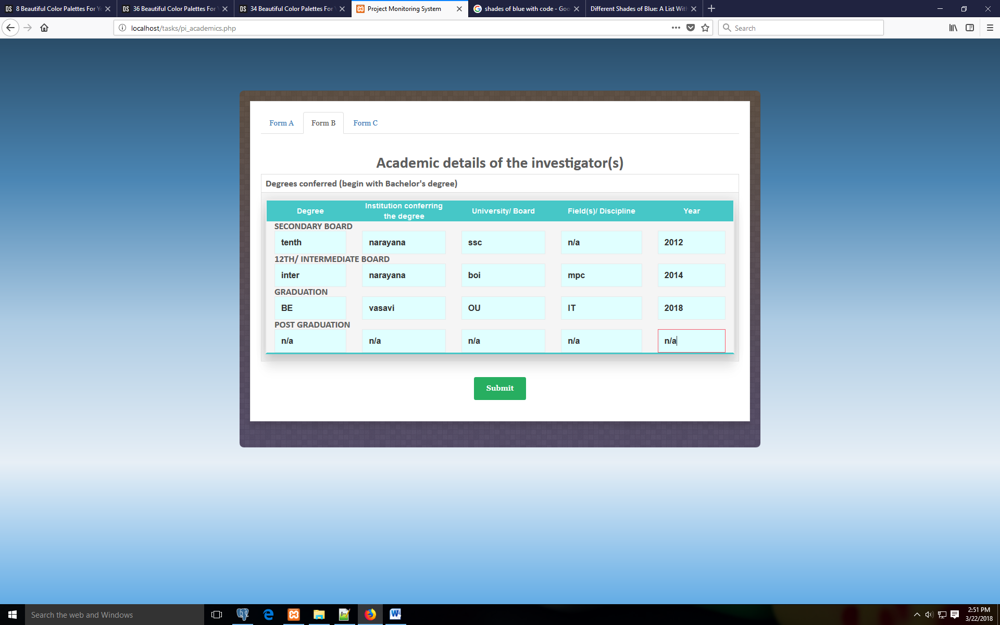 DS 8 Beautiful Color Palettes For Yo
DS 36 Beautiful Color Palettes For
DS 34 Beautiful Color Palettes For
Project Monitoring System
shades of blue with code - Goo
Different Shades of Blue: A List Wit
localhost/tasks/pi_academics.php
Search
Form A Form B Form C
Academic details of the investigator(s)
Degrees conferred (begin with Bachelor's degree)
Degree Institution conferring the degree University/ Board Field(s)/ Discipline Year
SECONDARY BOARD
tenth narayana ssc n/a 2012
12TH/ INTERMEDIATE BOARD
inter narayana boi mpc 2014
GRADUATION
BE vasavi OU IT 2018
POST GRADUATION
n/a n/a n/a n/a n/a
Submit
Search the web and Windows
2:51 PM
3/22/2018